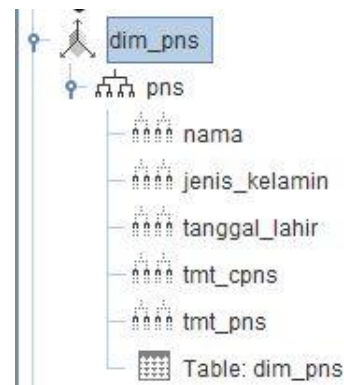 dim_pns
pns
nama
jenis_kelamin
tanggal_lahir
tmt_cpns
tmt_pns
Table: dim_pns